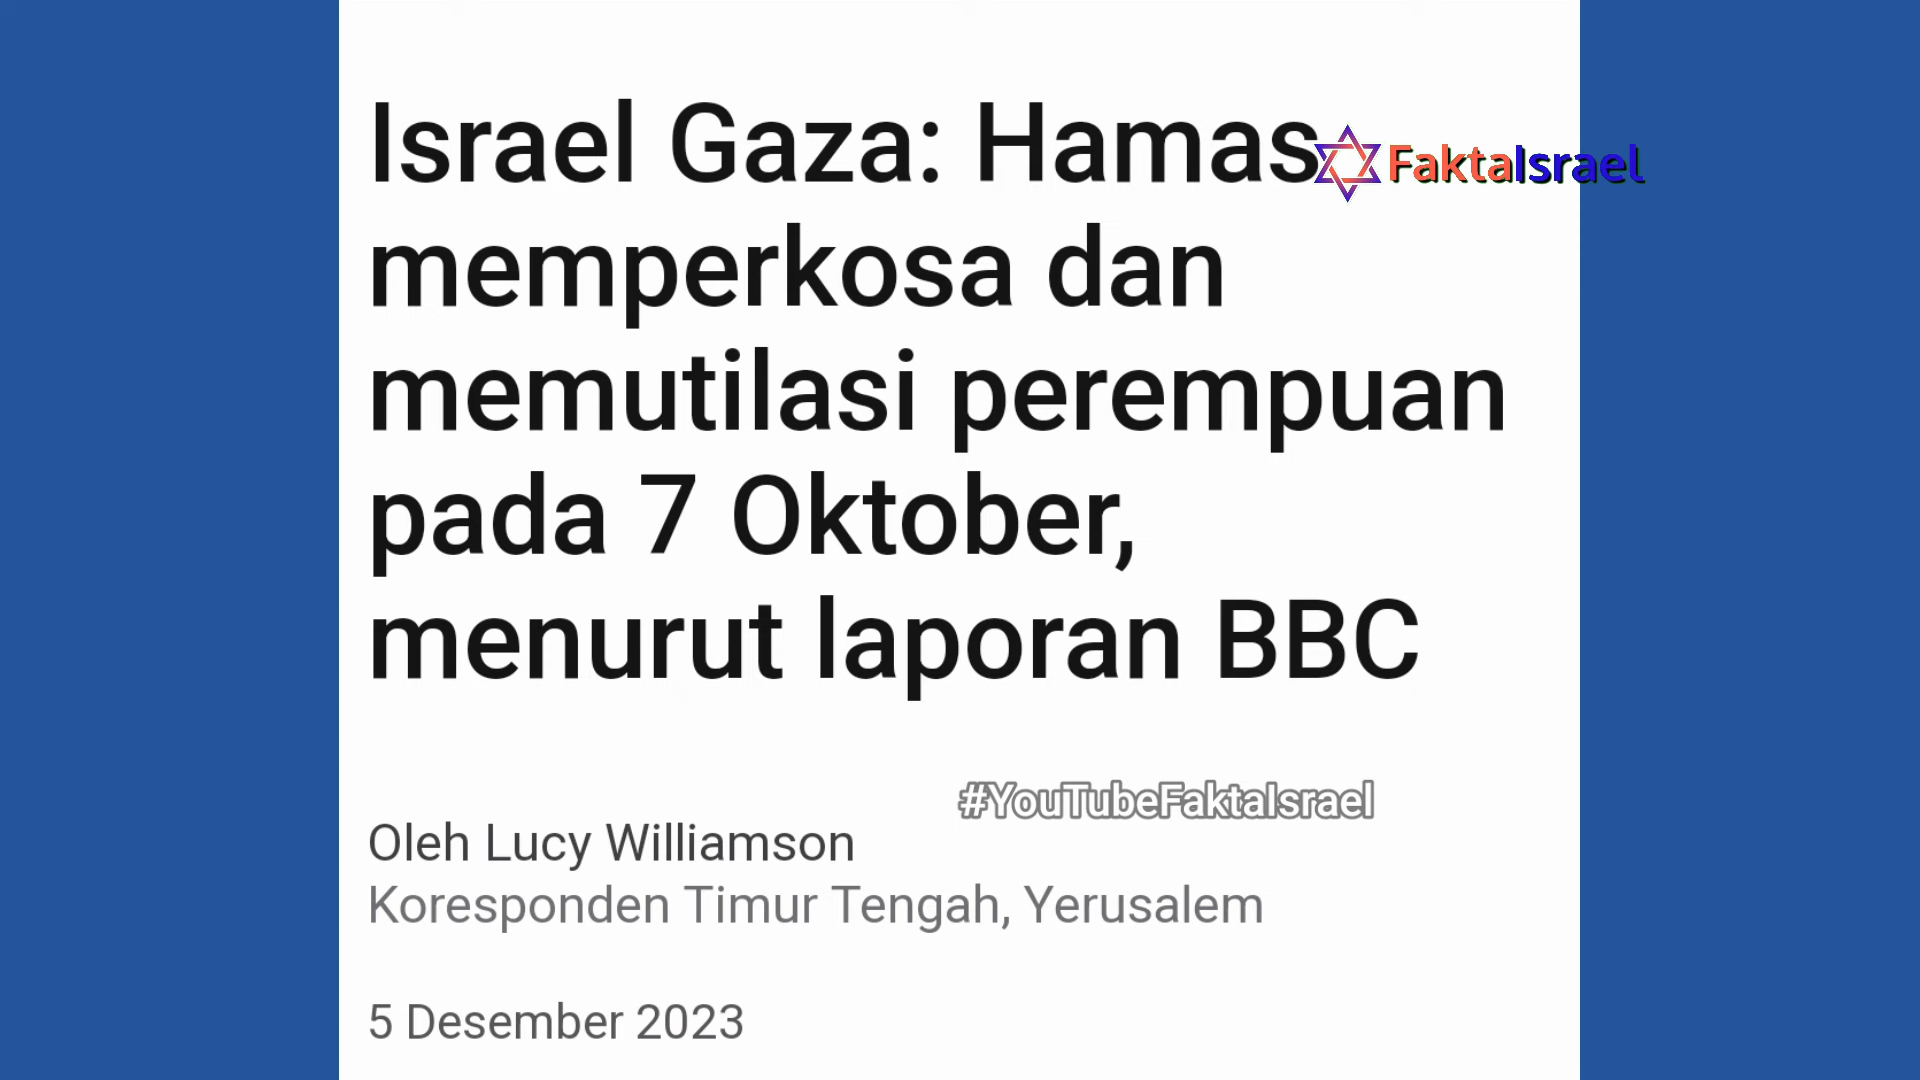 Israel Gaza: Hamas
FaktaIsrael
memperkosa dan
memutilasi perempuan
pada 7 Oktober,
menurut laporan BBC
#YouTubeFaktaIsrael
Oleh Lucy Williamson
Koresponden Timur Tengah, Yerusalem
5 Desember 2023